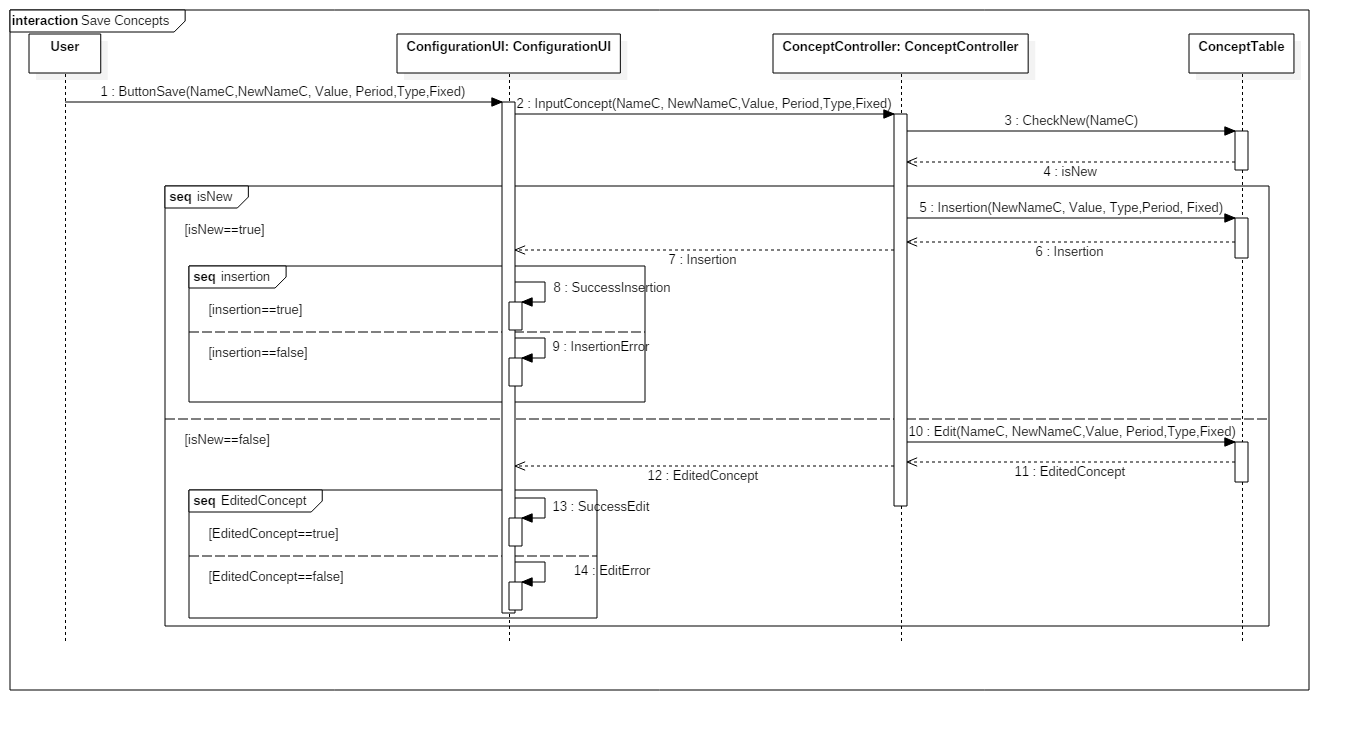 interaction Save Concepts
User
ConfigurationUI: ConfigurationUI
ConceptController: ConceptController
ConceptTable
1 : ButtonSave(NameC,NewNameC, Value, Period,Type,Fixed)
2 : InputConcept(NameC, NewNameC,Value, Period,Type,Fixed)
3 : CheckNew(NameC)
4 : isNew
seq isNew
5 : Insertion(NewNameC, Value, Type,Period, Fixed)
[isNew==true]
6 : Insertion
7 : Insertion
seq insertion
8 : SuccessInsertion
[insertion==true]
9 : InsertionError
[insertion==false]
10 : Edit(NameC, NewNameC,Value, Period,Type,Fixed)
[isNew==false]
11 : EditedConcept
12 : EditedConcept
seq EditedConcept
13 : SuccessEdit
[EditedConcept==true]
14 : EditError
[EditedConcept==false]